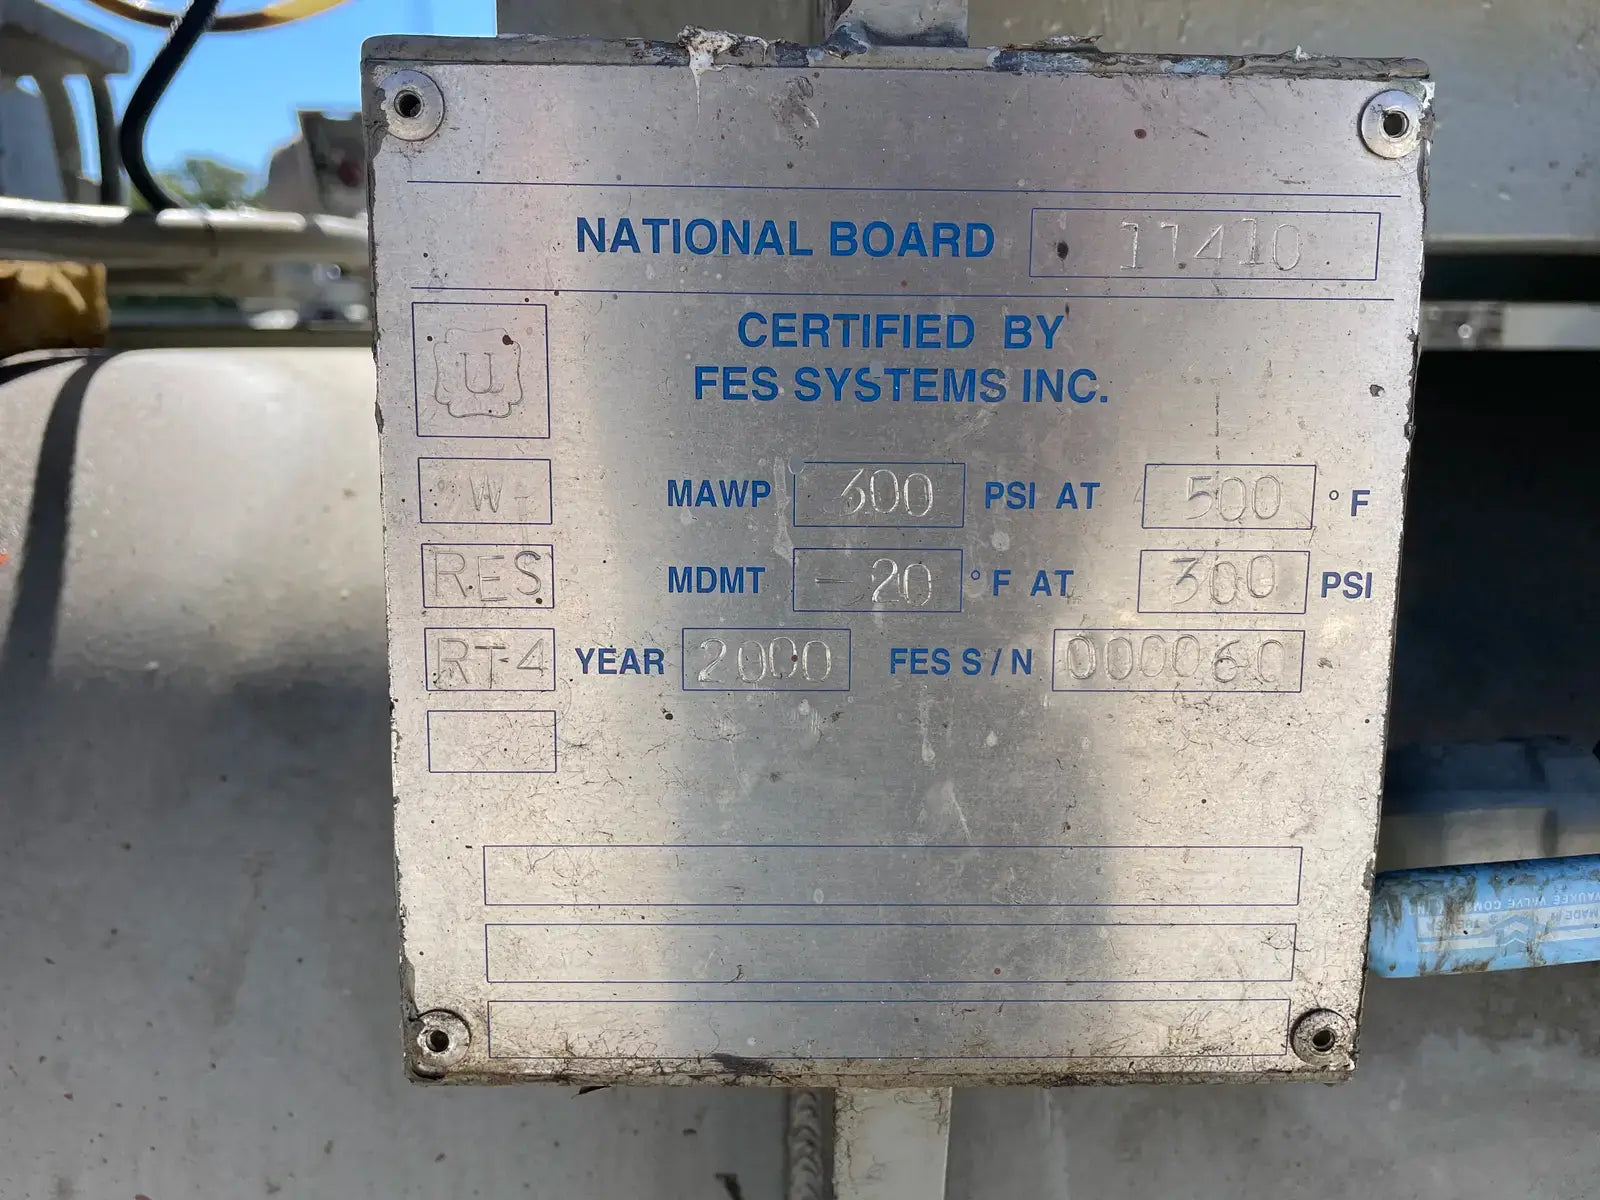 NATIONAL BOARD 11410
U
CERTIFIED BY
FES SYSTEMS INC.
W
MAWP 300 PSI AT 500 °F
RES
MDMT -20 °F AT 300 PSI
RT-4
YEAR 2000 FES S/N 000060